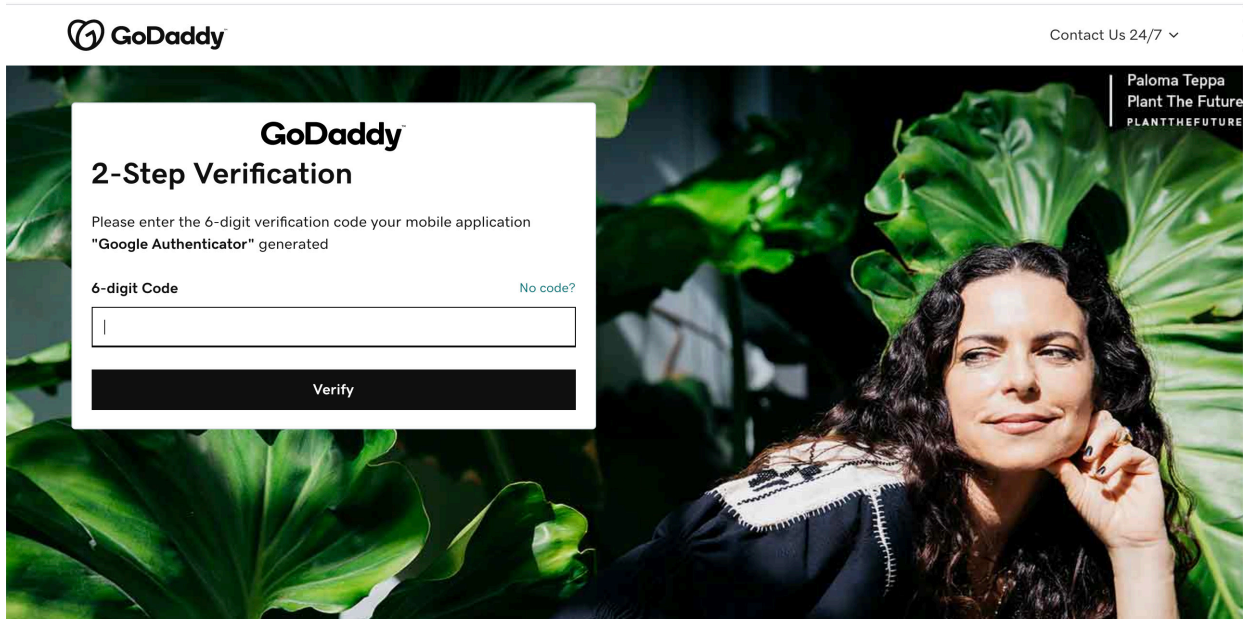 GoDaddy
Contact Us 24/7
Paloma Teppa
Plant The Future
PLANTTHEFUTURE
GoDaddy
2-Step Verification
Please enter the 6-digit verification code your mobile application
"Google Authenticator" generated
6-digit Code
No code?
Verify